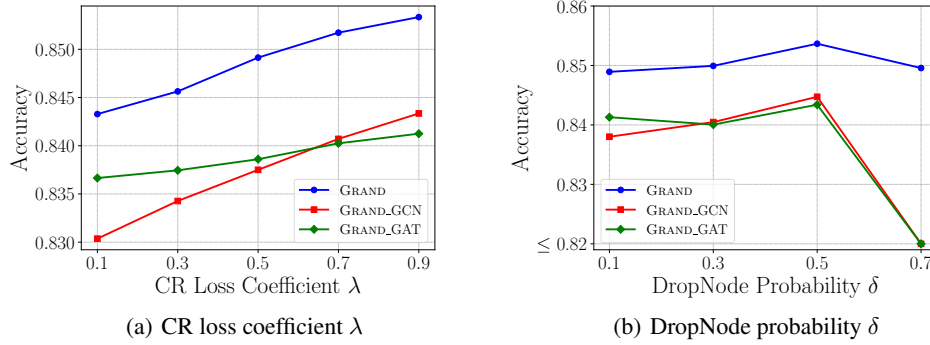 0.850
0.845
0.840
0.835
0.830
Accuracy
GRAND
GRAND_GCN
GRAND_GAT
0.1 0.3 0.5 0.7 0.9
CR Loss Coefficient λ
(a) CR loss coefficient λ
0.86
0.85
0.84
0.83
≤ 0.82
Accuracy
GRAND
GRAND_GCN
GRAND_GAT
0.1 0.3 0.5 0.7
DropNode Probability δ
(b) DropNode probability δ